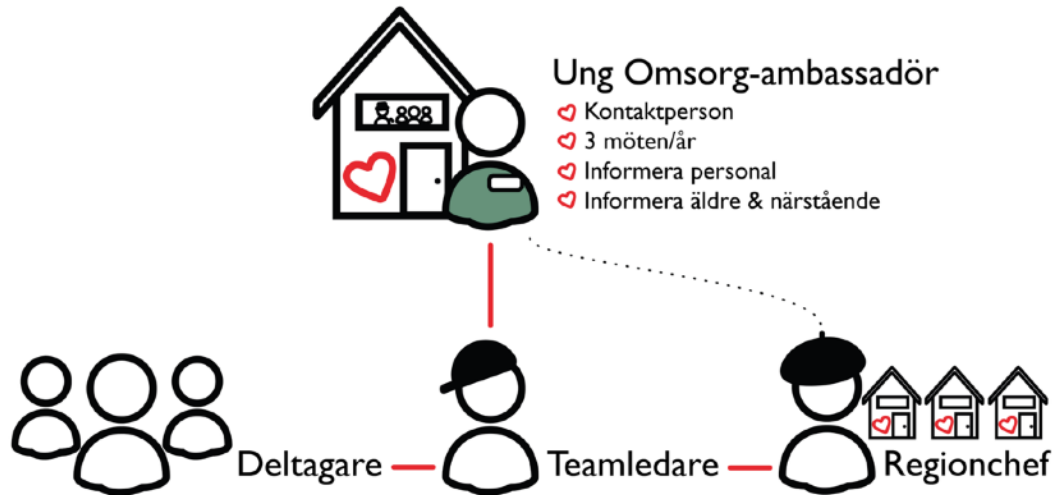 Ung Omsorg-ambassadör
Kontaktperson
3 möten/år
Informera personal
Informera äldre & närstående
Deltagare
Teamledare
Regionchef